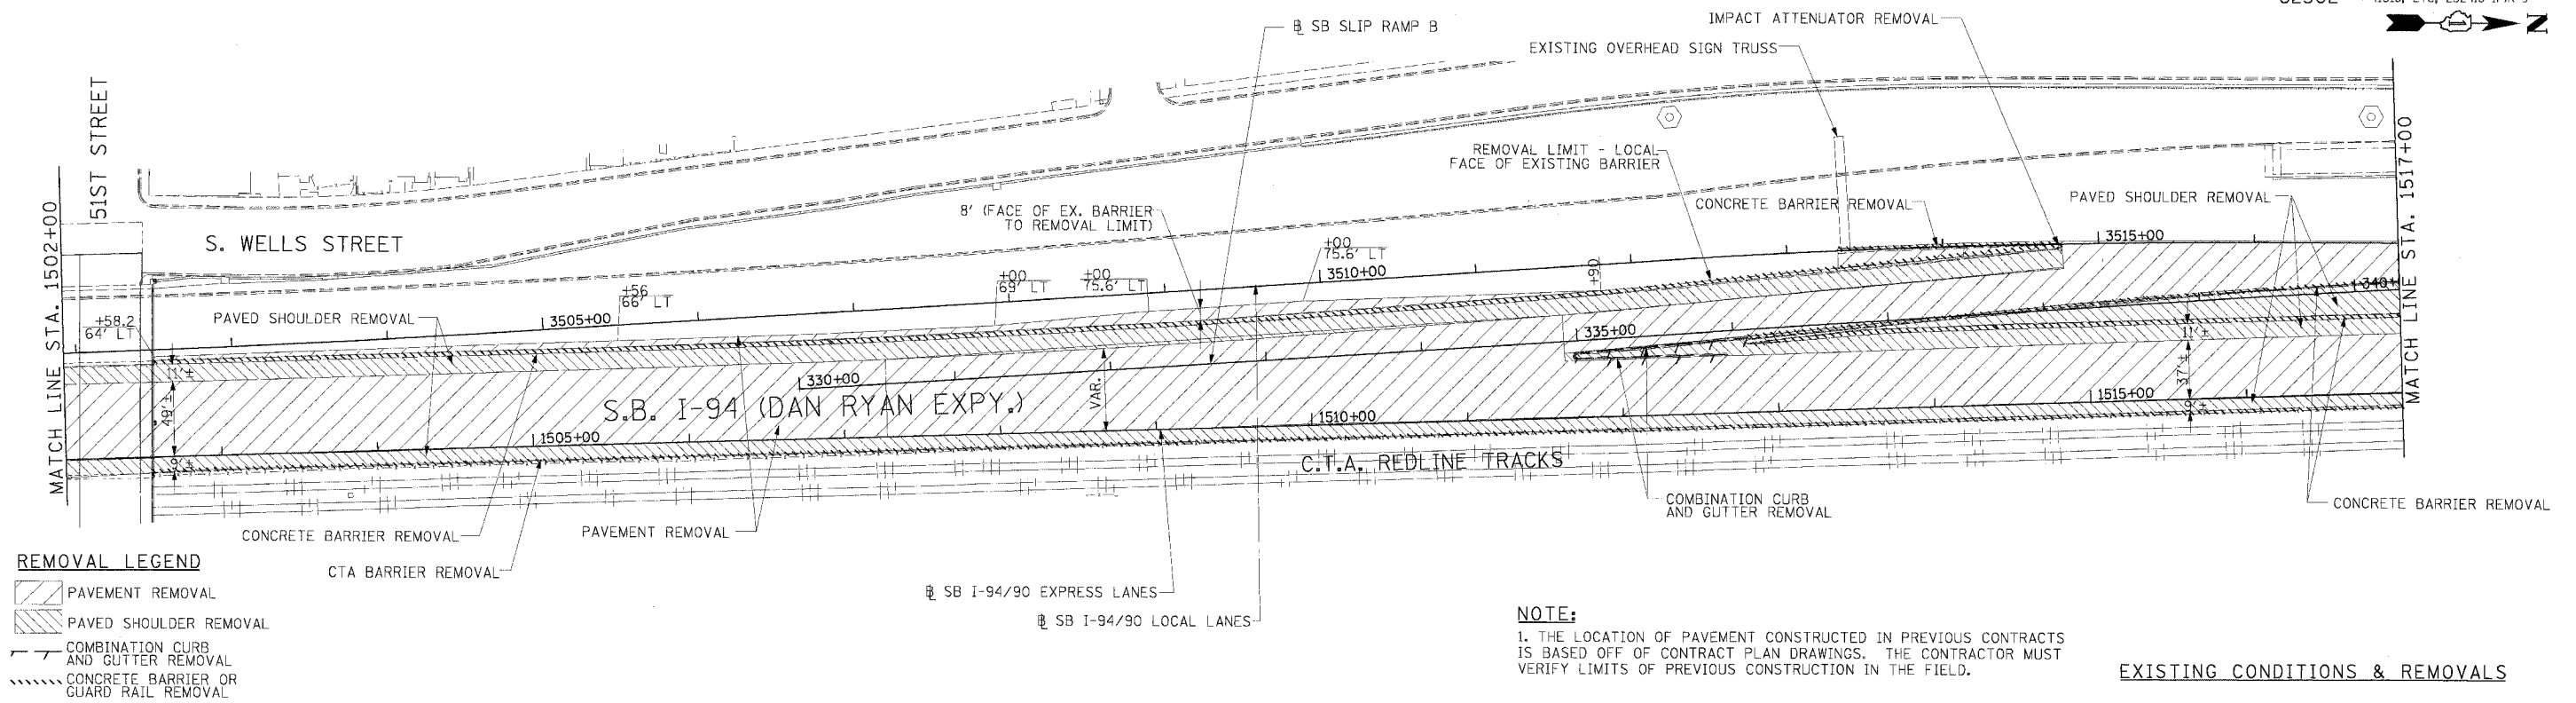 IMPACT ATTENUATOR REMOVAL
N
℄ SB SLIP RAMP B
EXISTING OVERHEAD SIGN TRUSS
51ST STREET
REMOVAL LIMIT - LOCAL
FACE OF EXISTING BARRIER
S. WELLS STREET
8' (FACE OF EX. BARRIER
TO REMOVAL LIMIT)
CONCRETE BARRIER REMOVAL
PAVED SHOULDER REMOVAL
MATCH LINE STA. 1502+00
MATCH LINE STA. 1517+00
+58.2
64' LT
PAVED SHOULDER REMOVAL
3505+00
+56
66' LT
+00
69' LT
+00
75.6' LT
+00
75.6' LT
3510+00
+90
3515+00
340+
11'±
49'±
330+00
335+00
VAR.
11'±
37'±
S.B. I-94 (DAN RYAN EXPY.)
1505+00
1510+00
1515+00
C.T.A. REDLINE TRACKS
CONCRETE BARRIER REMOVAL
PAVEMENT REMOVAL
COMBINATION CURB
AND GUTTER REMOVAL
CONCRETE BARRIER REMOVAL
CTA BARRIER REMOVAL
℄ SB I-94/90 EXPRESS LANES
℄ SB I-94/90 LOCAL LANES
REMOVAL LEGEND
PAVEMENT REMOVAL
PAVED SHOULDER REMOVAL
COMBINATION CURB
AND GUTTER REMOVAL
CONCRETE BARRIER OR
GUARD RAIL REMOVAL
NOTE:
1. THE LOCATION OF PAVEMENT CONSTRUCTED IN PREVIOUS CONTRACTS
IS BASED OFF OF CONTRACT PLAN DRAWINGS. THE CONTRACTOR MUST
VERIFY LIMITS OF PREVIOUS CONSTRUCTION IN THE FIELD.
EXISTING CONDITIONS & REMOVALS